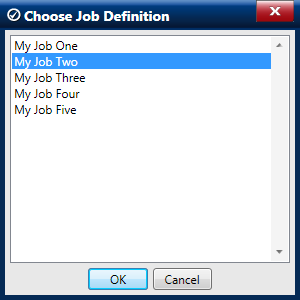 Choose Job Definition
My Job One
My Job Two
My Job Three
My Job Four
My Job Five
OK
Cancel